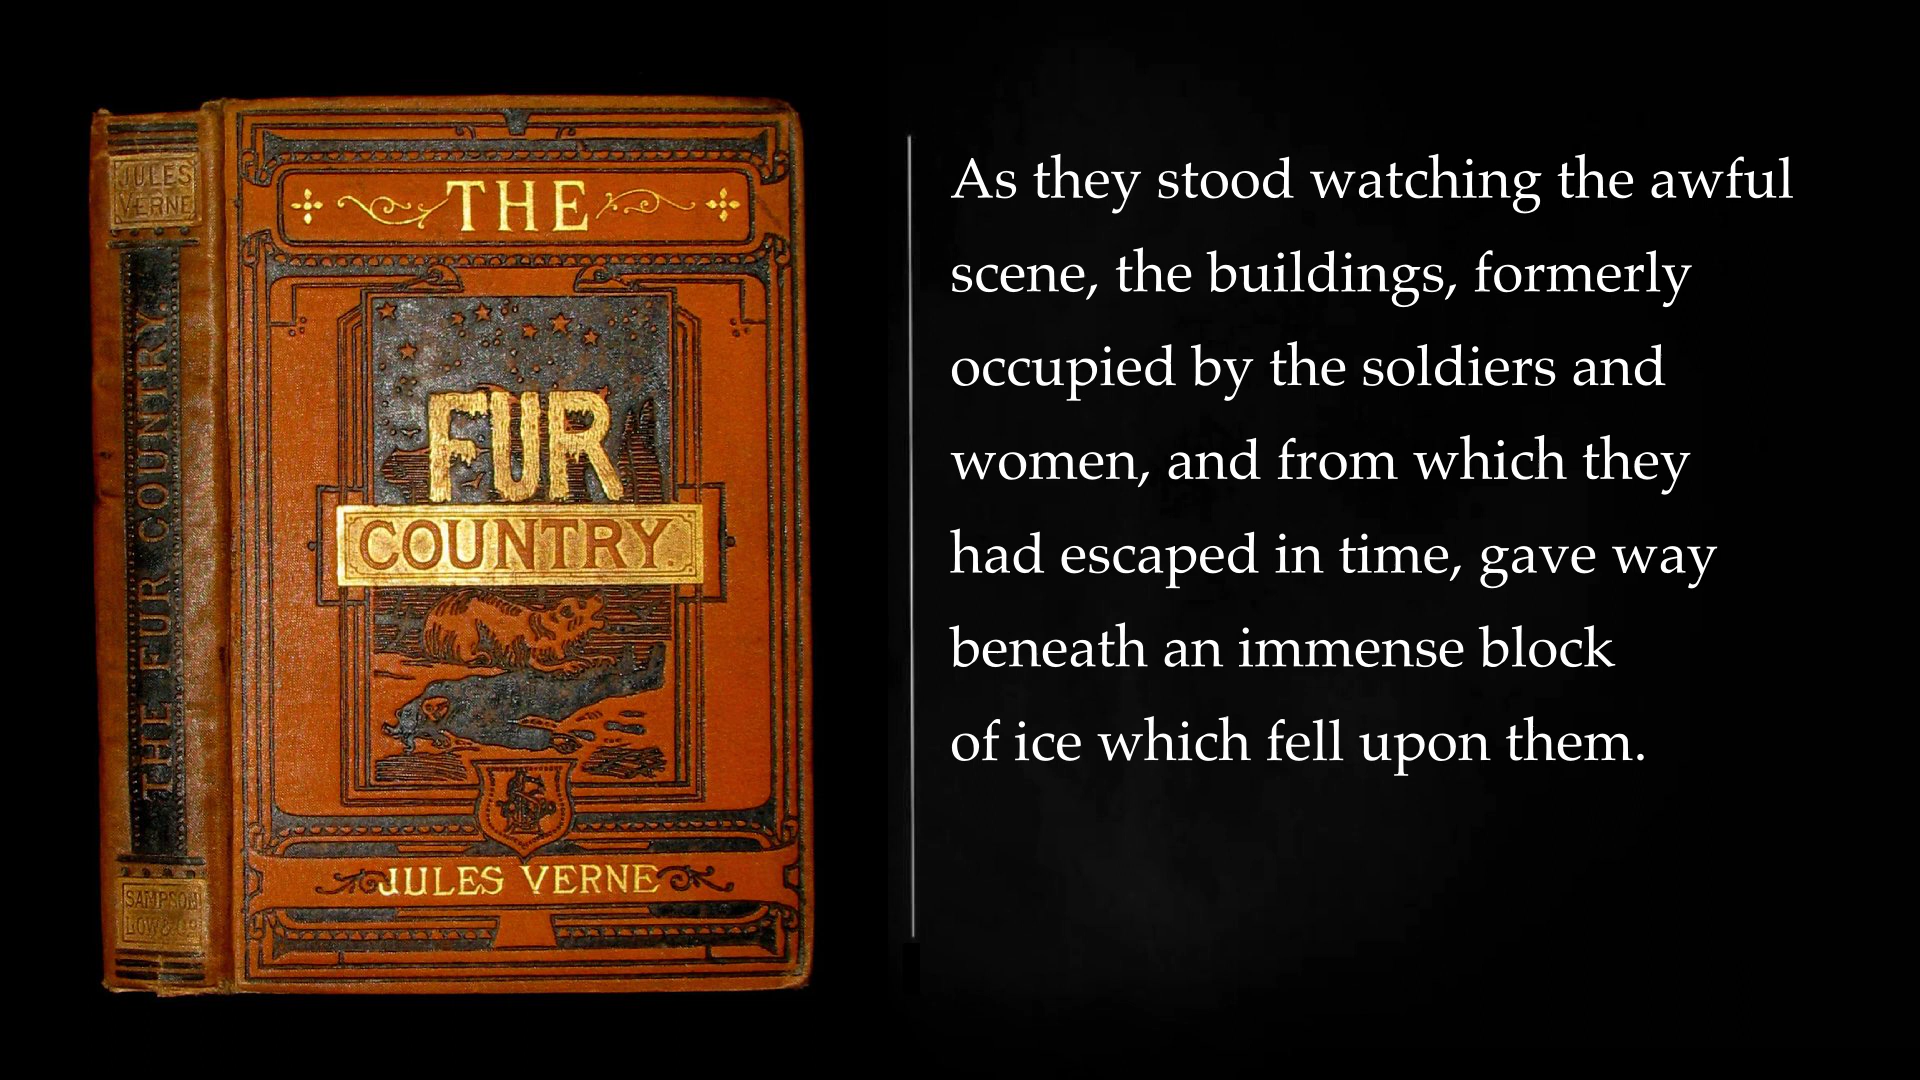 JULES
VERNE
THE FUR COUNTRY.
SAMPSON
LOW & Co
THE
FUR
COUNTRY.
JULES VERNE
As they stood watching the awful
scene, the buildings, formerly
occupied by the soldiers and
women, and from which they
had escaped in time, gave way
beneath an immense block
of ice which fell upon them.